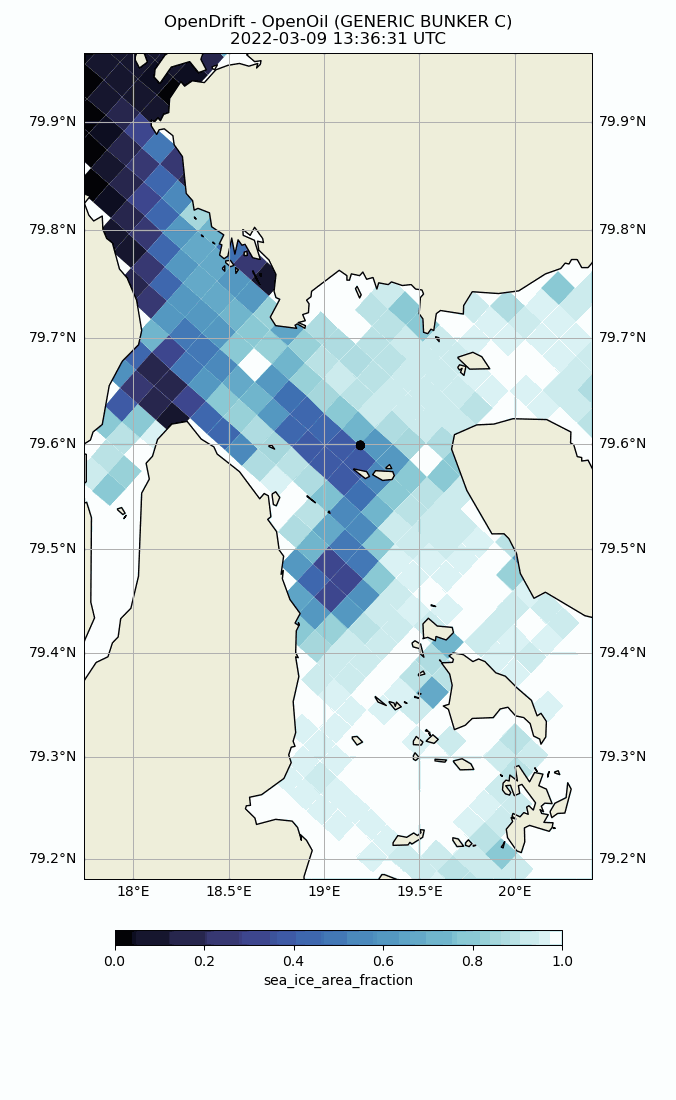 OpenDrift - OpenOil (GENERIC BUNKER C)
2022-03-09 13:36:31 UTC
79.9°N 79.9°N
79.8°N 79.8°N
79.7°N 79.7°N
79.6°N 79.6°N
79.5°N 79.5°N
79.4°N 79.4°N
79.3°N 79.3°N
79.2°N 79.2°N
18°E 18.5°E 19°E 19.5°E 20°E
0.0 0.2 0.4 0.6 0.8 1.0
sea_ice_area_fraction